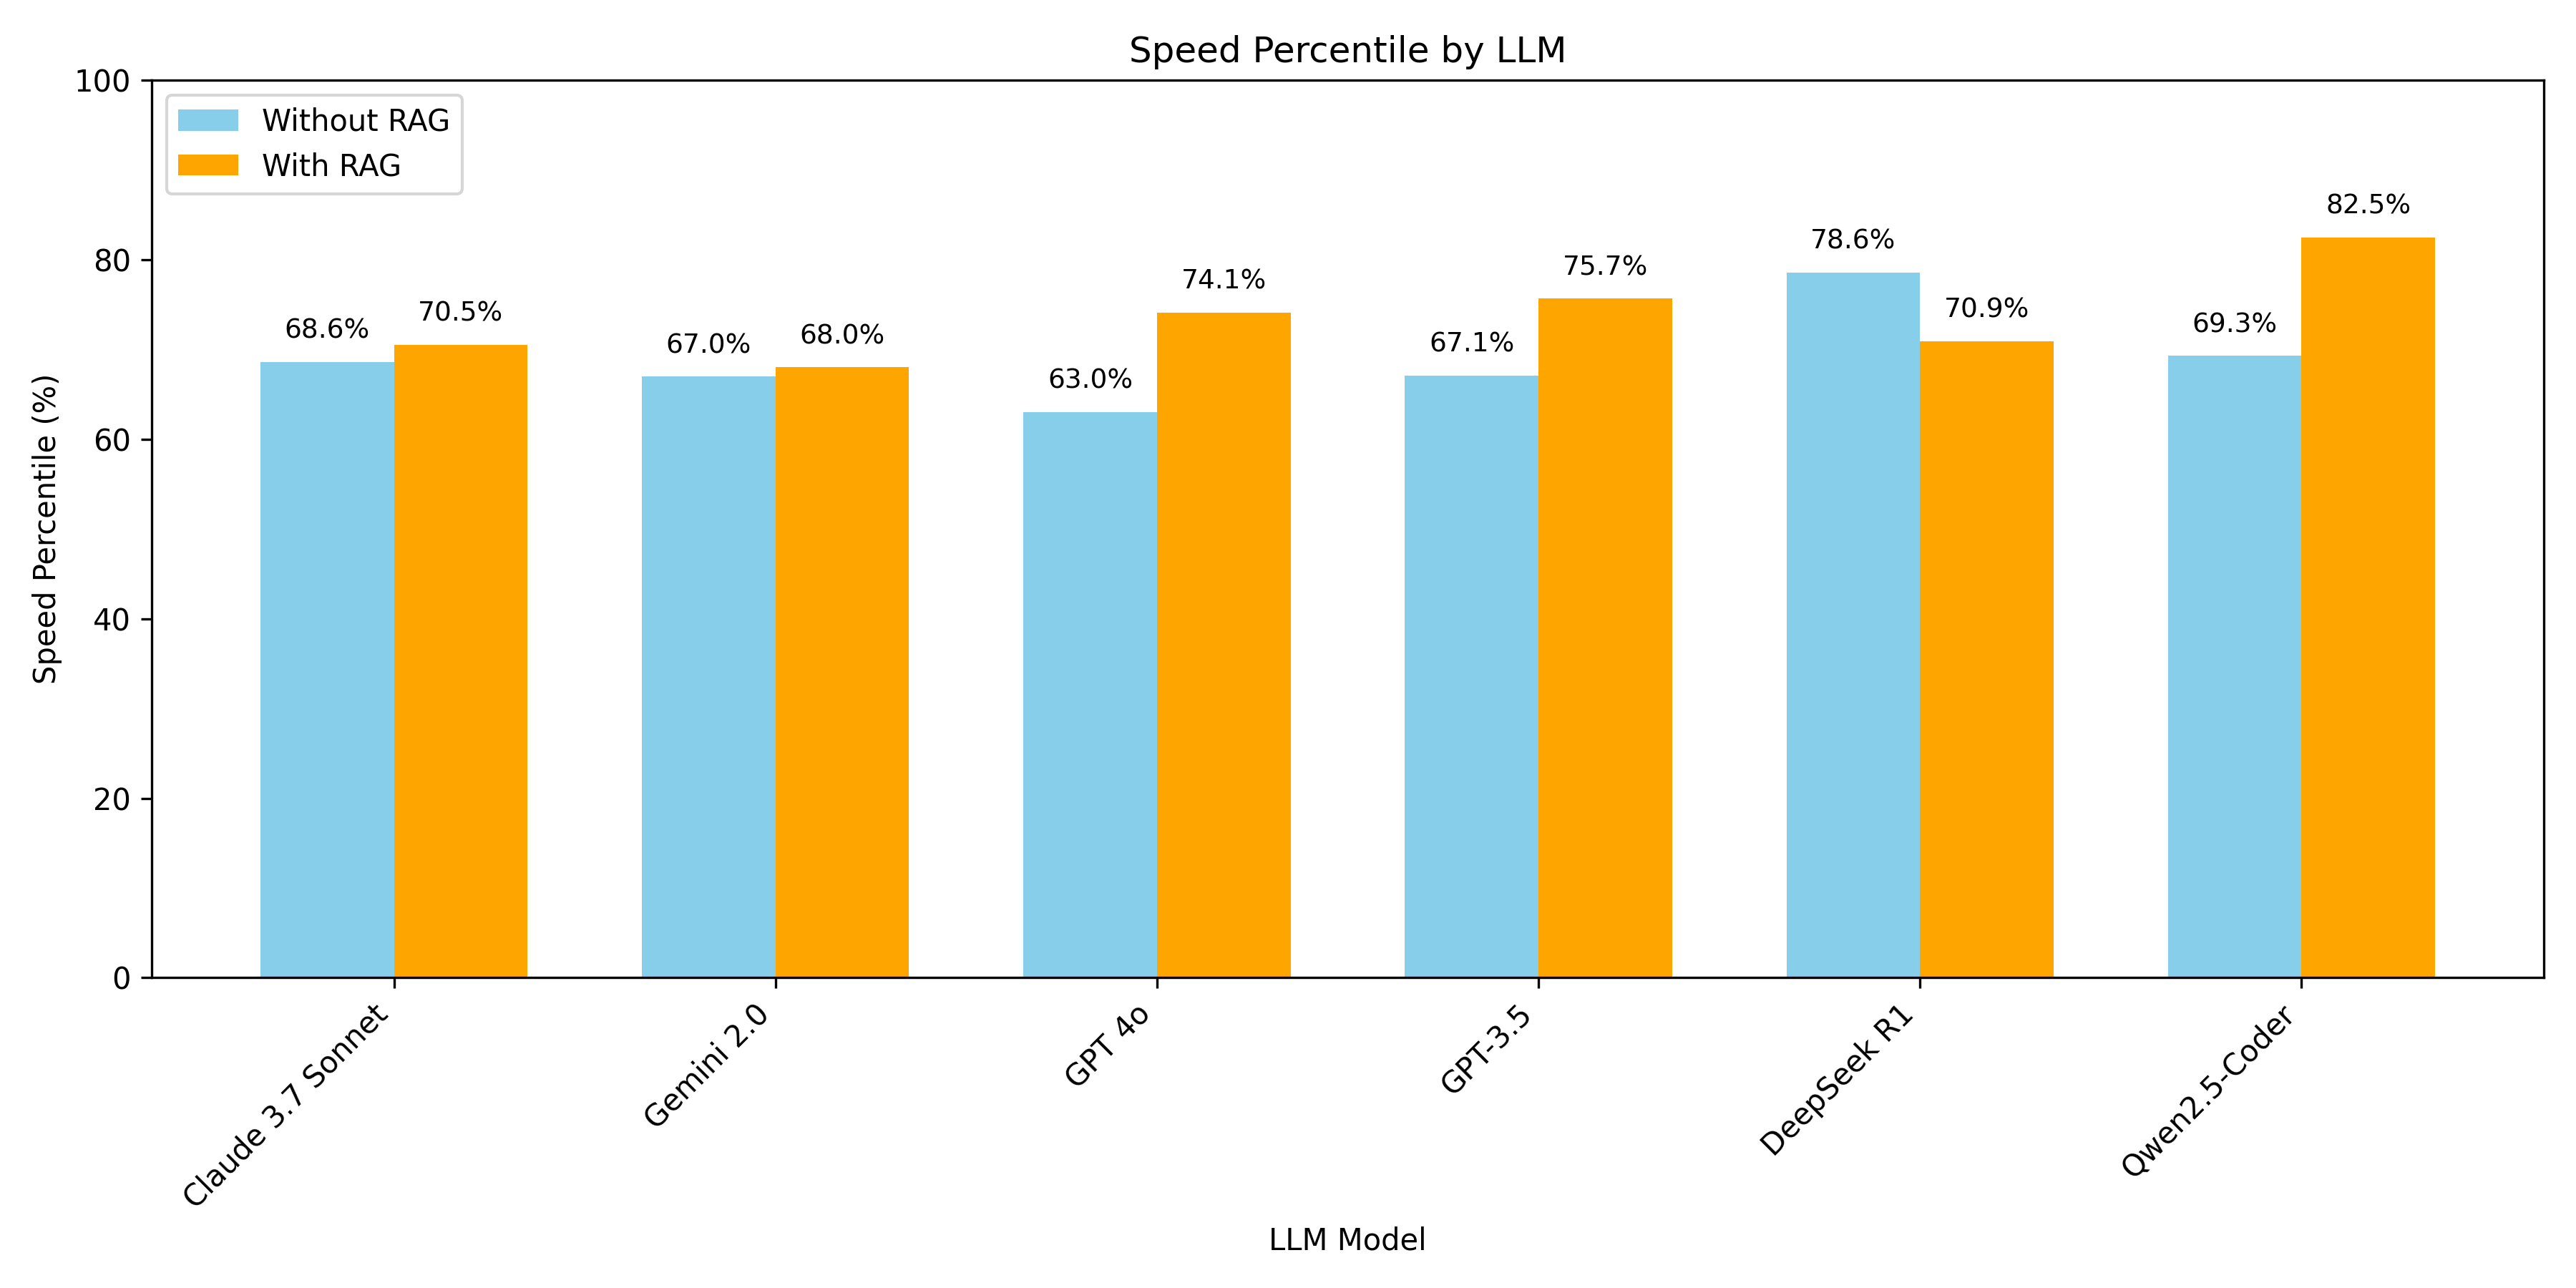 Speed Percentile by LLM
Without RAG
With RAG
Speed Percentile (%)
100
80
60
40
20
0
68.6%
70.5%
67.0%
68.0%
63.0%
74.1%
67.1%
75.7%
78.6%
70.9%
69.3%
82.5%
Claude 3.7 Sonnet
Gemini 2.0
GPT 4o
GPT-3.5
DeepSeek R1
Qwen2.5-Coder
LLM Model